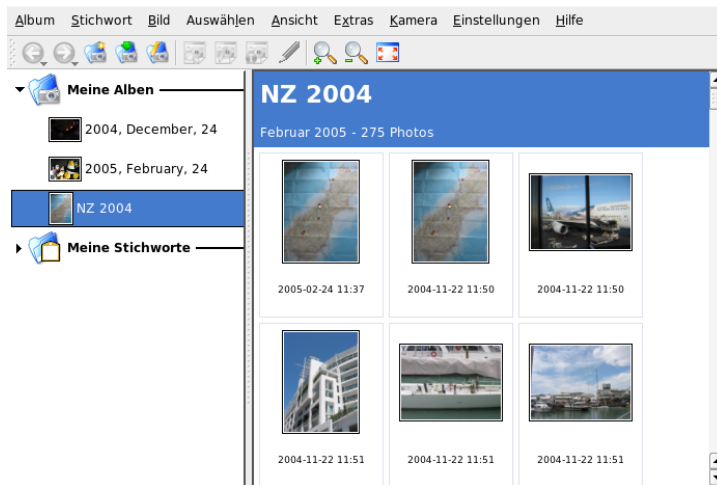 Album Stichwort Bild Auswählen Ansicht Extras Kamera Einstellungen Hilfe
Meine Alben
2004, December, 24
2005, February, 24
NZ 2004
Meine Stichworte
NZ 2004
Februar 2005 - 275 Photos
2005-02-24 11:37 2004-11-22 11:50 2004-11-22 11:50
2004-11-22 11:51 2004-11-22 11:51 2004-11-22 11:51